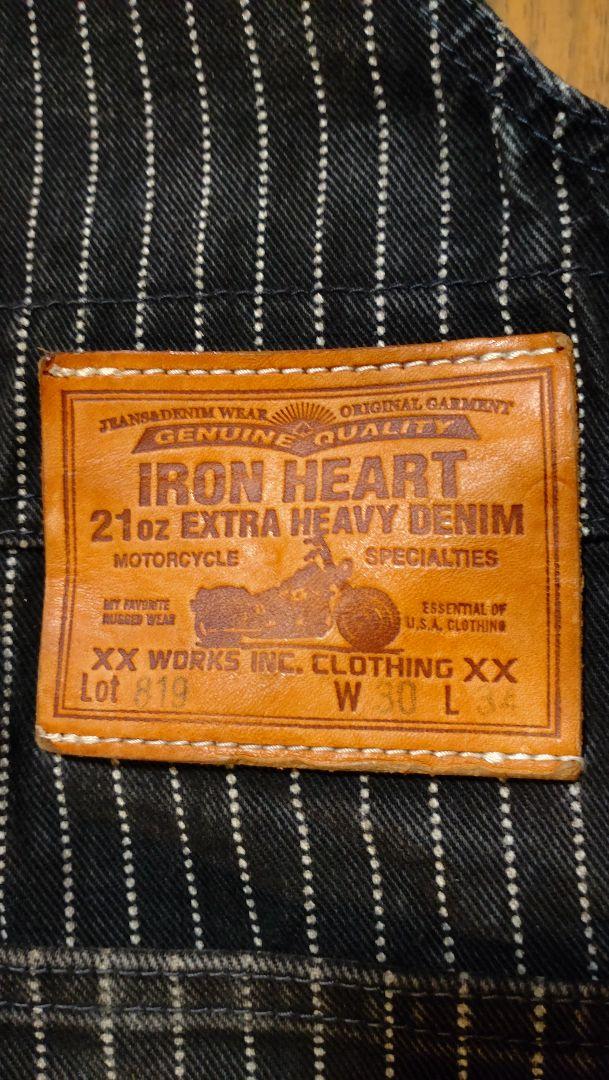 JEANS&DENIM WEAR ORIGINAL GARMENT
GENUINE QUALITY
IRON HEART
21oz EXTRA HEAVY DENIM
MOTORCYCLE SPECIALTIES
MY FAVORITE
RUGGED WEAR
ESSENTIAL OF
U.S.A. CLOTHING
XX WORKS INC. CLOTHING XX
Lot 819 W 30 L 34